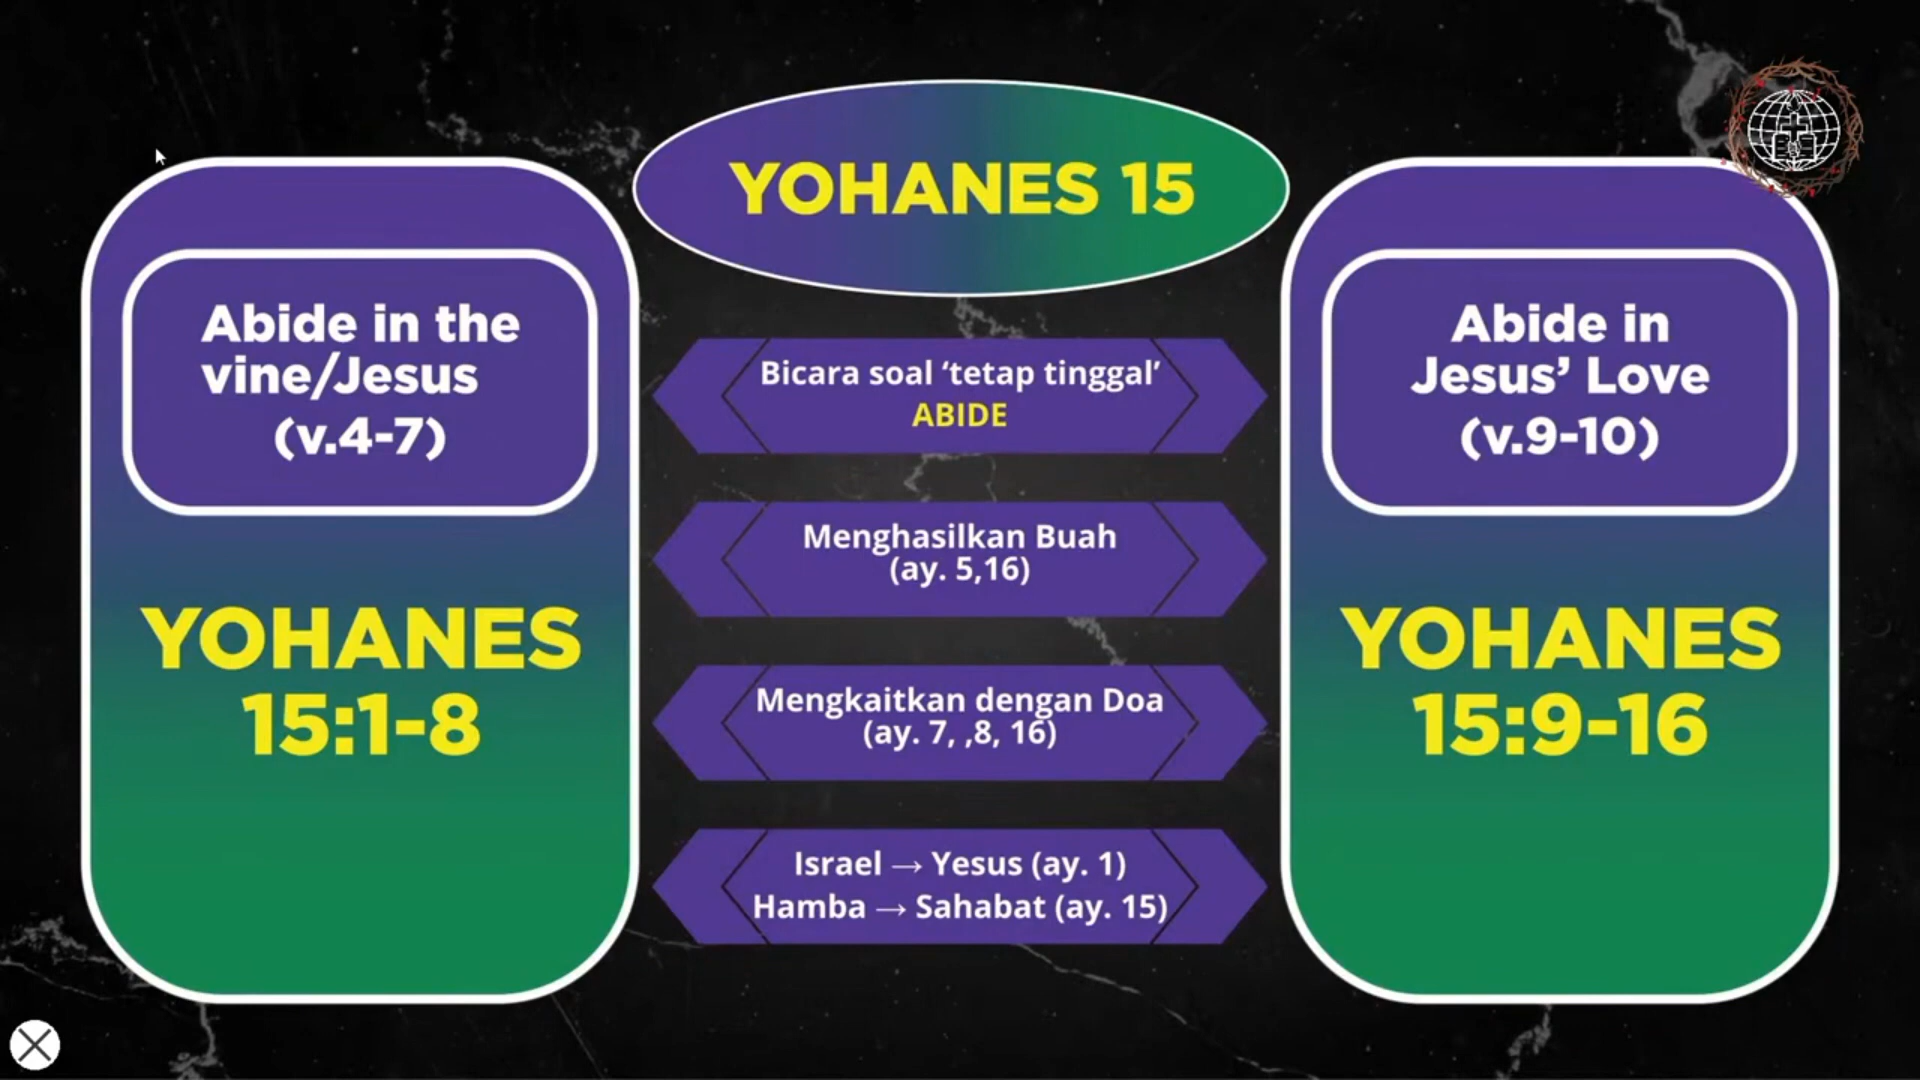 YOHANES 15
Abide in the
vine/Jesus
(v.4-7)
YOHANES
15:1-8
Bicara soal ‘tetap tinggal’
ABIDE
Menghasilkan Buah
(ay. 5,16)
Mengkaitkan dengan Doa
(ay. 7, ,8, 16)
Israel → Yesus (ay. 1)
Hamba → Sahabat (ay. 15)
Abide in
Jesus’ Love
(v.9-10)
YOHANES
15:9-16